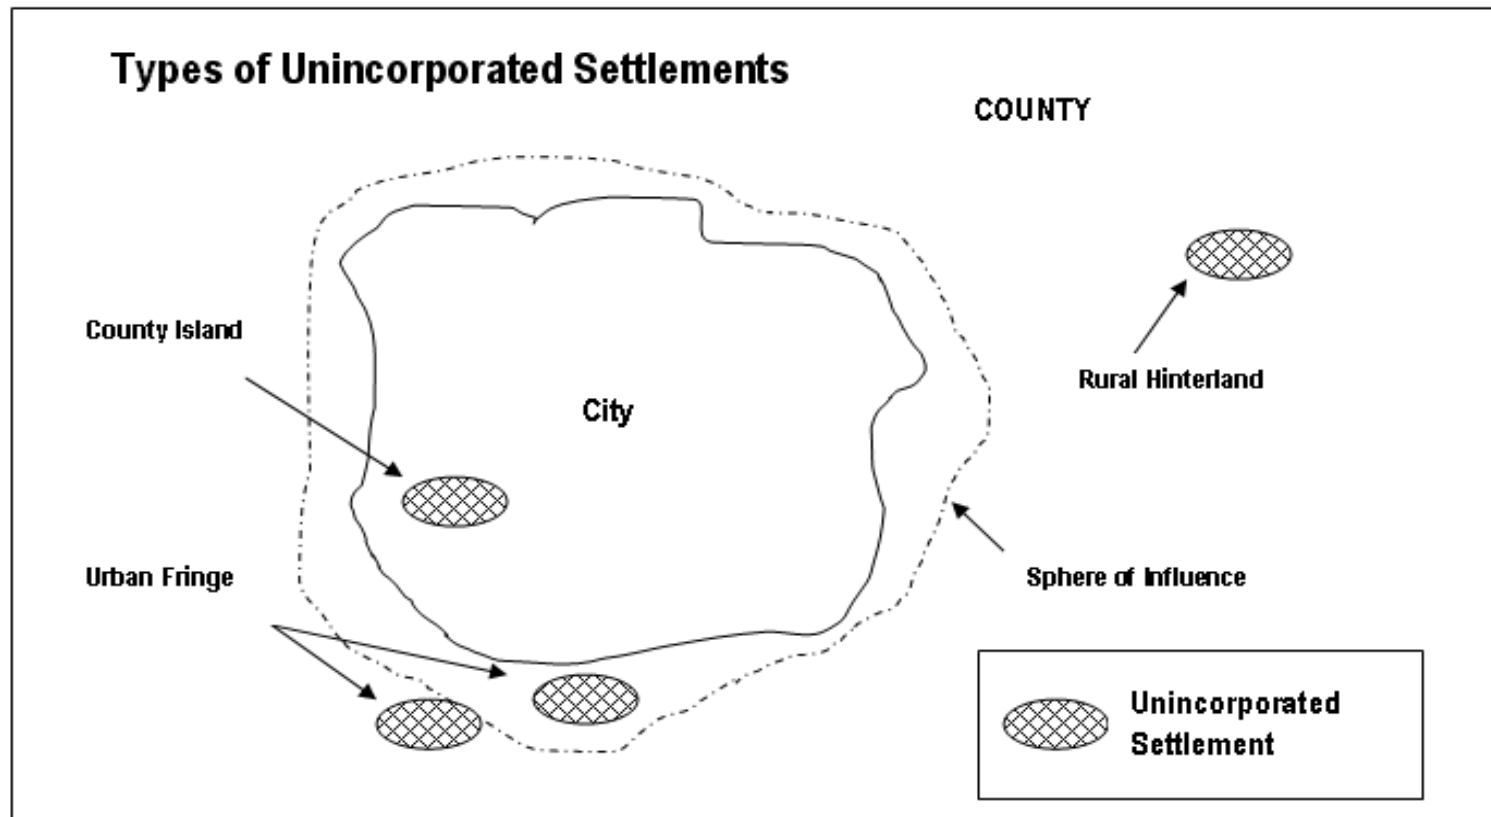 Types of Unincorporated Settlements
COUNTY
County Island
City
Rural Hinterland
Urban Fringe
Sphere of Influence
Unincorporated
Settlement